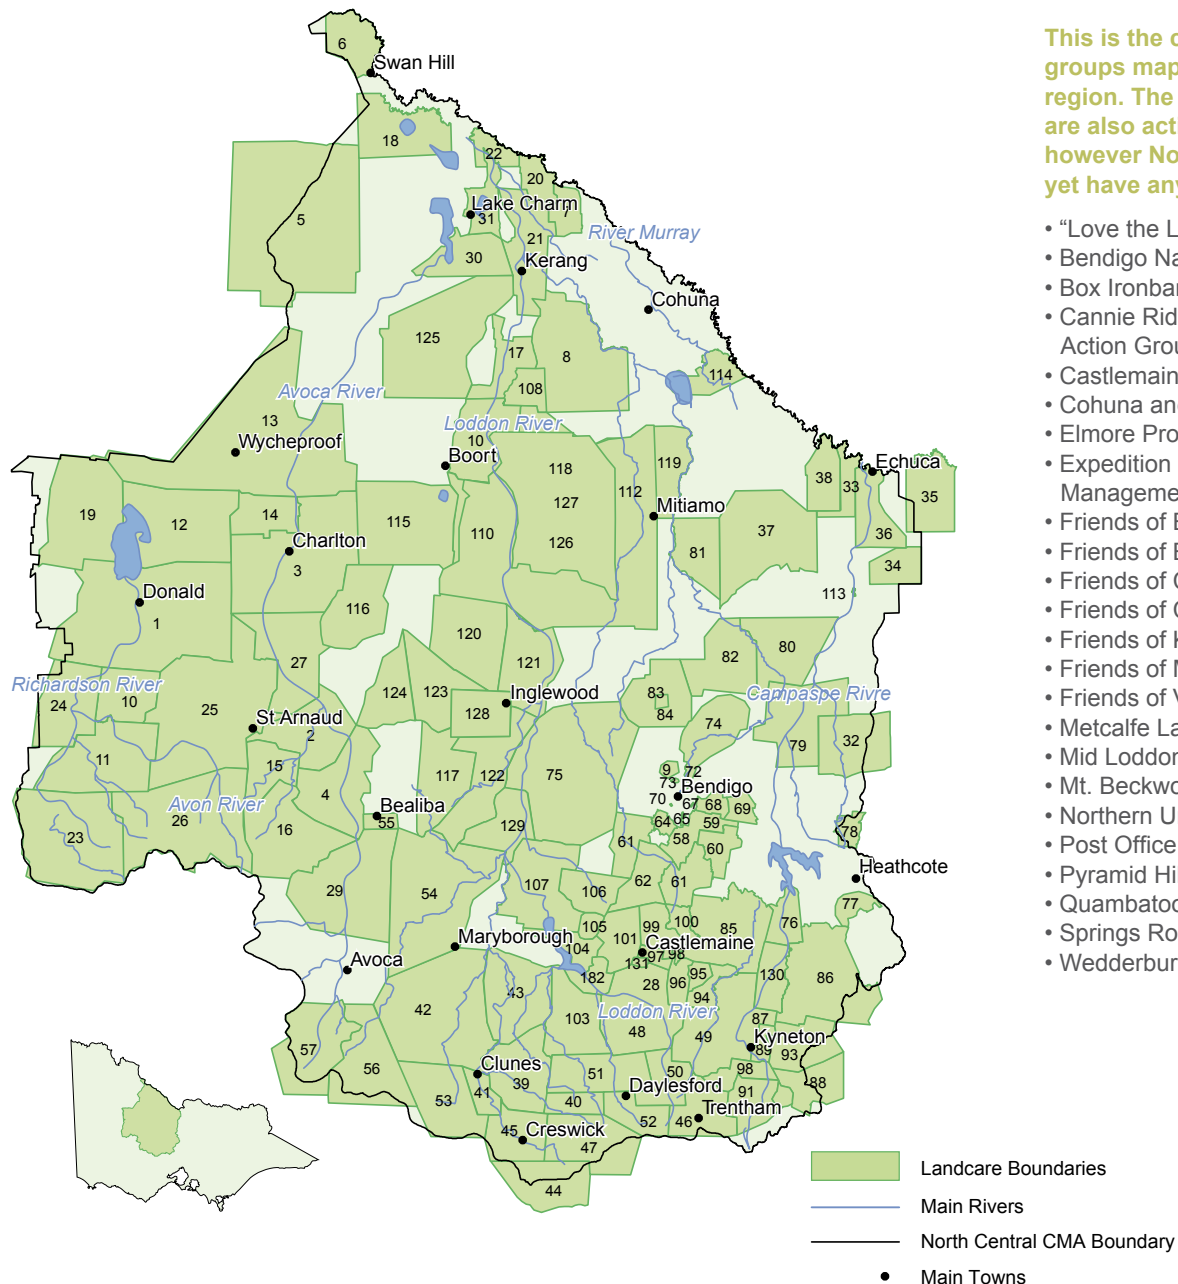 6
Swan Hill
18
22
20
5
Lake Charm
31
7
River Murray
21
30
Kerang
Cohuna
125
17
8
114
108
Avoca River
13
Loddon River
Wycheproof
10
Boort
118
119
Echuca
38
33
35
19
12
14
115
112
127
Mitiamo
37
36
Charlton
110
126
81
3
34
Donald
113
1
116
120
80
27
121
82
Richardson River
124
123
Inglewood
83
Campaspe Rivre
24
10
25
128
84
St Arnaud
74
2
79
32
11
15
117
122
75
9
72
73
Bendigo
4
70
67
68
69
Avon River
26
Bealiba
55
64
65
59
78
23
16
129
58
61
60
Heathcote
29
54
107
106
62
61
77
105
99
100
85
76
Maryborough
101
Castlemaine
104
97
98
131
Avoca
182
95
130
86
28
96
43
94
42
103
Loddon River
87
48
49
Kyneton
57
89
93
56
Clunes
51
50
98
39
88
41
Daylesford
91
53
40
Trentham
52
46
45
Creswick
47
44
Landcare Boundaries
Main Rivers
North Central CMA Boundary
Main Towns
This is the
groups map
region. The
are also act
however No
yet have any
• “Love the L
• Bendigo Na
• Box Ironbar
• Cannie Rid
Action Grou
• Castlemain
• Cohuna an
• Elmore Pro
• Expedition
Manageme
• Friends of
• Friends of
• Friends of
• Friends of
• Friends of
• Friends of
• Friends of
• Metcalfe La
• Mid Loddon
• Mt. Beckwo
• Northern U
• Post Office
• Pyramid Hi
• Quambatoo
• Springs Ro
• Wedderbur